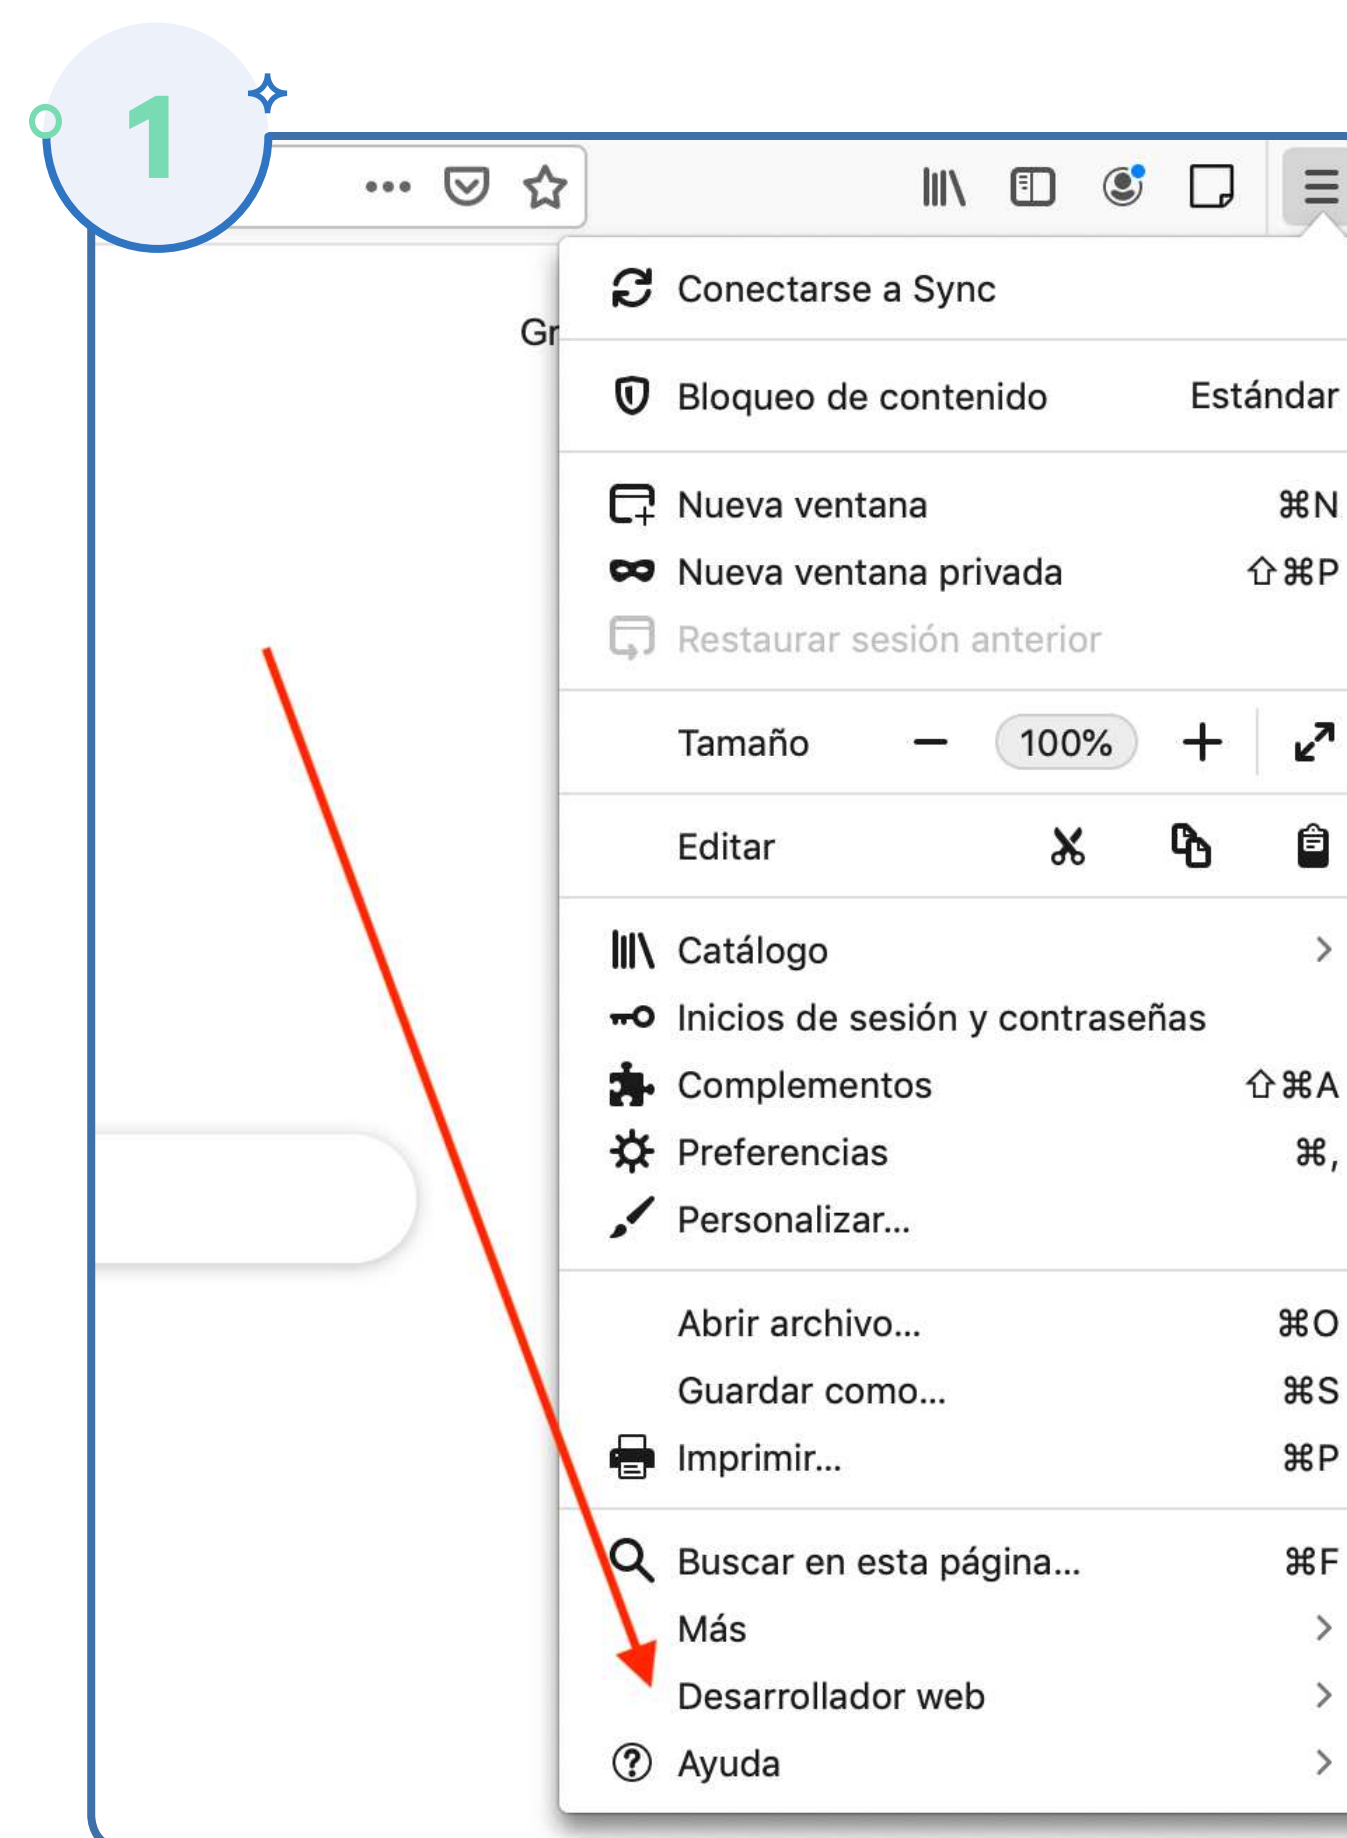 1
Gr
Conectarse a Sync
Bloqueo de contenido Estándar
Nueva ventana ⌘N
Nueva ventana privada ⇧⌘P
Restaurar sesión anterior
Tamaño − 100% +
Editar
Catálogo >
Inicios de sesión y contraseñas
Complementos ⇧⌘A
Preferencias ⌘,
Personalizar...
Abrir archivo... ⌘O
Guardar como... ⌘S
Imprimir... ⌘P
Buscar en esta página... ⌘F
Más >
Desarrollador web >
Ayuda >